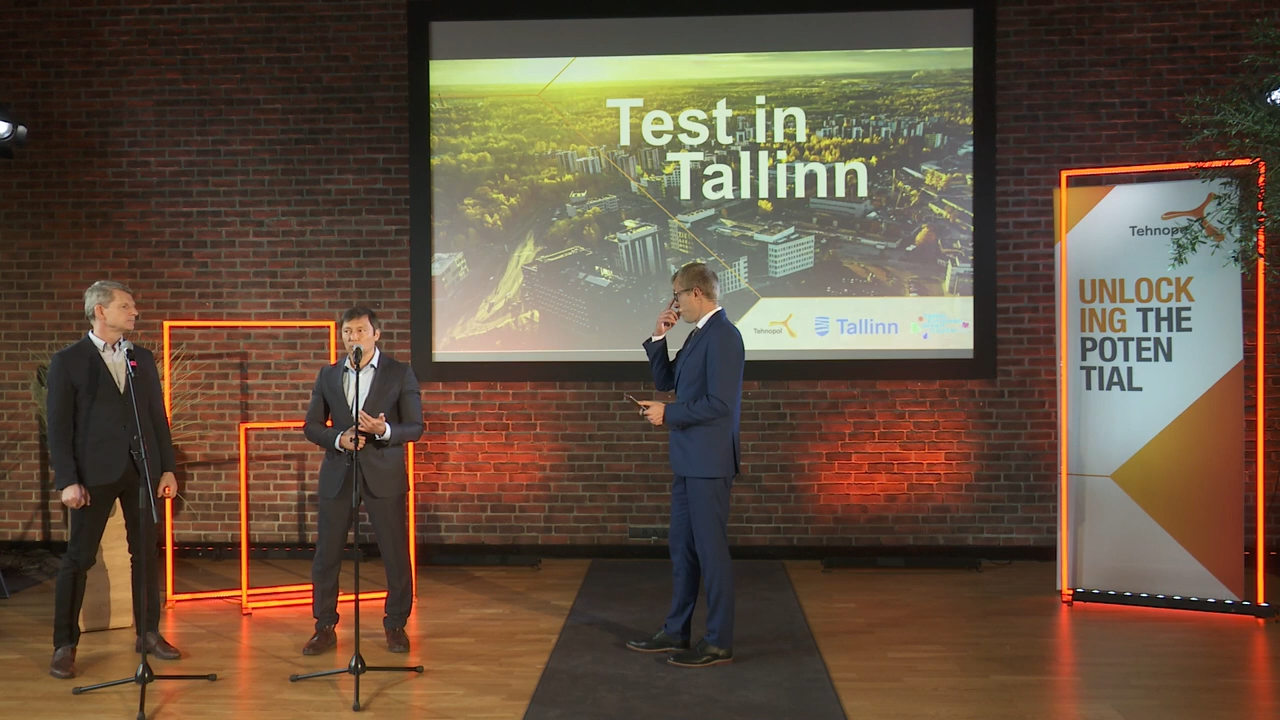 Test in
Tallinn
Tehnopol
Tallinn
Tehnopol
UNLOCK
ING THE
POTEN
TIAL